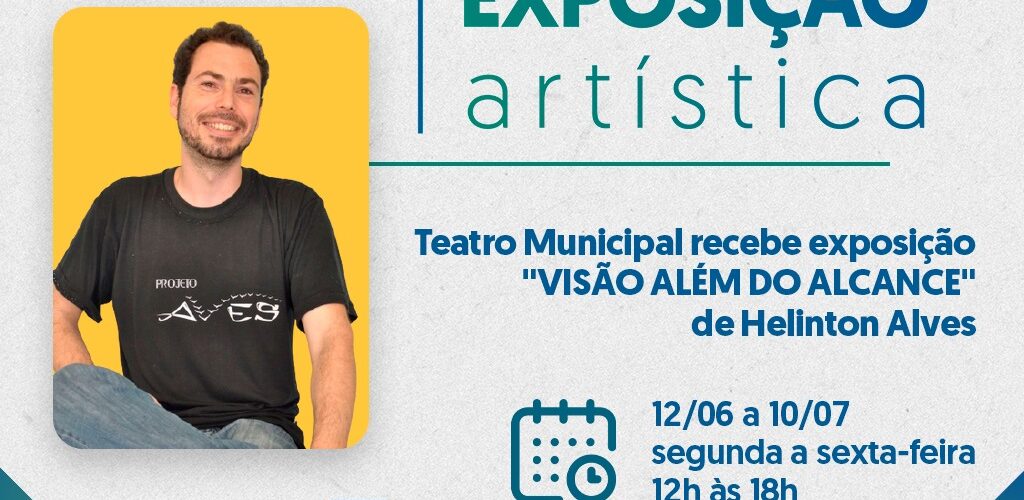 EXPOSIÇÃO
artística
PROJETO
AVES
Teatro Municipal recebe exposição
"VISÃO ALÉM DO ALCANCE"
de Helinton Alves
12/06 a 10/07
segunda a sexta-feira
12h às 18h